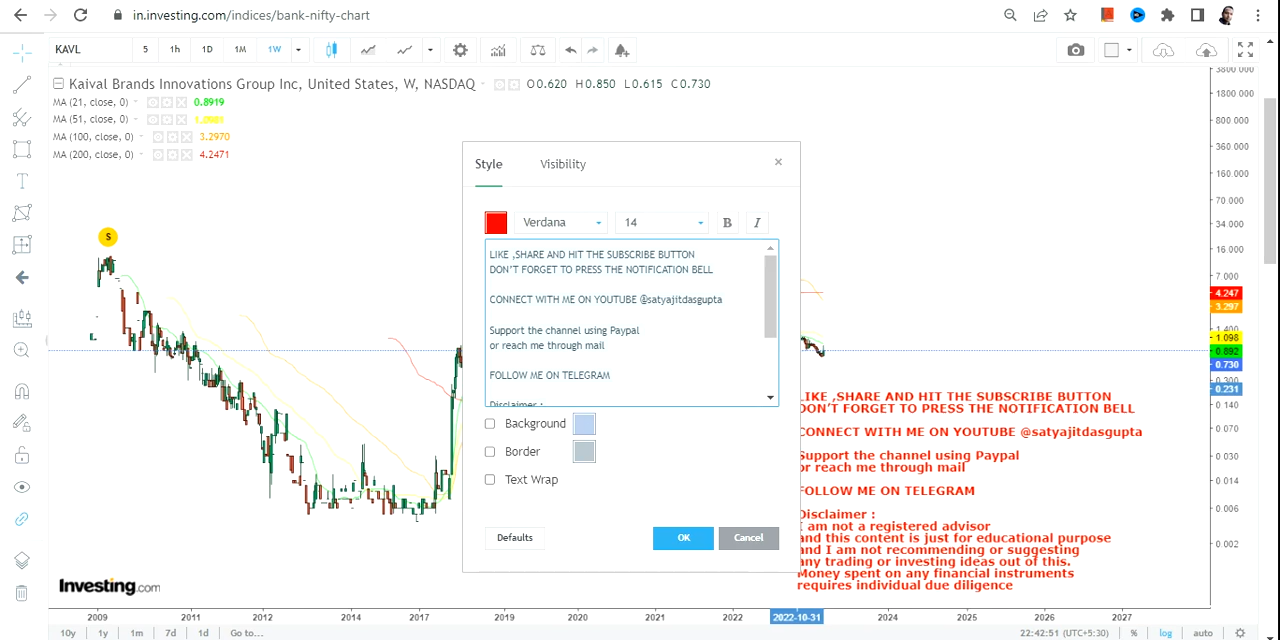 in.investing.com/indices/bank-nifty-chart
KAVL 5 1h 1D 1M 1W
Kaival Brands Innovations Group Inc, United States, W, NASDAQ O0.620 H0.850 L0.615 C0.730
MA (21, close, 0) 0.8919
MA (51, close, 0)
MA (100, close, 0) 3.2970
MA (200, close, 0) 4.2471
S
Style Visibility
Verdana 14 B I
LIKE ,SHARE AND HIT THE SUBSCRIBE BUTTON
DON'T FORGET TO PRESS THE NOTIFICATION BELL
CONNECT WITH ME ON YOUTUBE @satyajitdasgupta
Support the channel using Paypal
or reach me through mail
FOLLOW ME ON TELEGRAM
Disclaimer :
Background
Border
Text Wrap
Defaults OK Cancel
3800.000
1800.000
800.000
360.000
160.000
70.000
34.000
16.000
7.000
4.247
3.297
1.400
1.098
0.892
0.730
0.300
0.231
0.140
0.070
0.030
0.014
0.006
0.002
LIKE ,SHARE AND HIT THE SUBSCRIBE BUTTON
DON'T FORGET TO PRESS THE NOTIFICATION BELL
CONNECT WITH ME ON YOUTUBE @satyajitdasgupta
Support the channel using Paypal
or reach me through mail
FOLLOW ME ON TELEGRAM
Disclaimer :
I am not a registered advisor
and this content is just for educational purpose
and I am not recommending or suggesting
any trading or investing ideas out of this.
Money spent on any financial instruments
requires individual due diligence
Investing.com
2009 2011 2012 2014 2016 2017 2019 2020 2021 2022 2022-10-31 2024 2025 2026 2027
10y 1y 1m 7d 1d Go to... 22:42:51 (UTC+5:30) % log auto